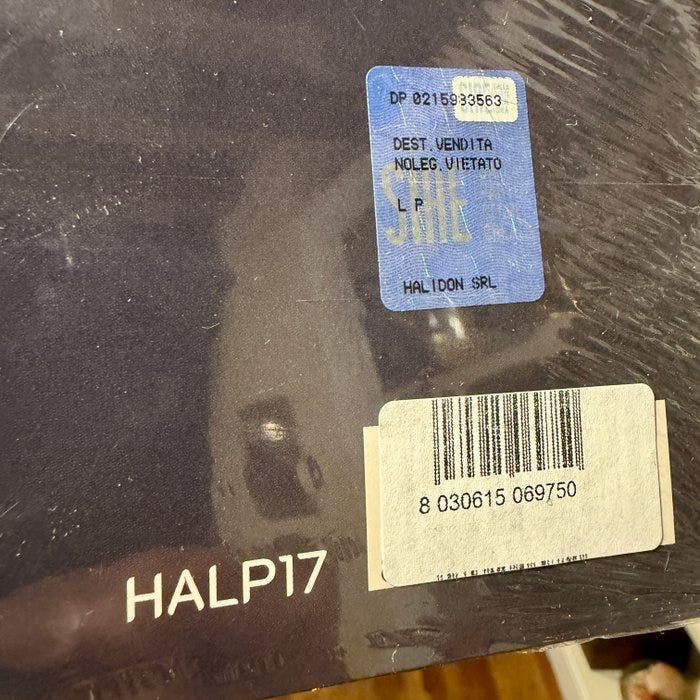 DP 0215933563
DEST.VENDITA
NOLEG.VIETATO
SIAE
L P
HALIDON SRL
8 030615 069750
HALP17